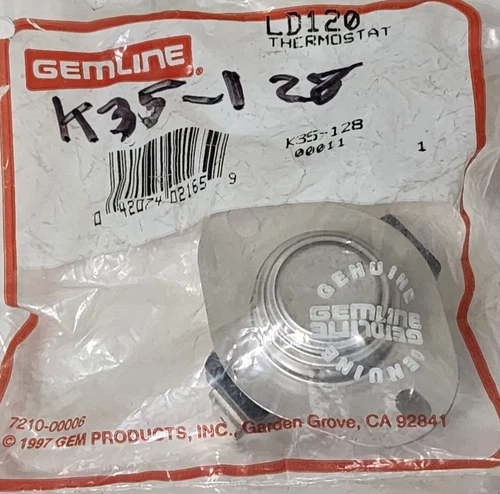 LD120
THERMOSTAT
GEMLINE®
K35-128
K35-128
00011 1
0 42074 02165 9
GENUINE
GEMLINE
GEMLINE
GENUINE
7210-00006
© 1997 GEM PRODUCTS, INC., Garden Grove, CA 92841